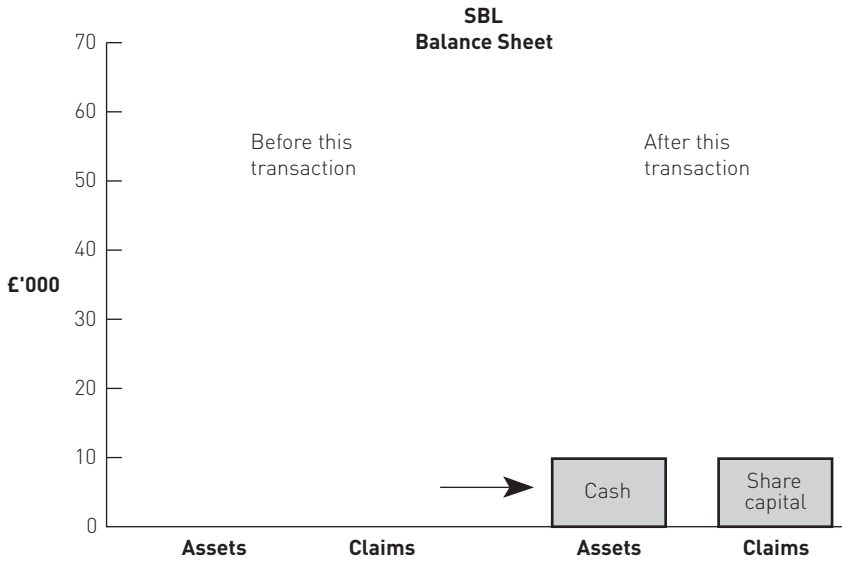 SBL
Balance Sheet
70
60
50
40
30
20
10
0
£'000
Before this
transaction
After this
transaction
Cash
Share
capital
Assets
Claims
Assets
Claims